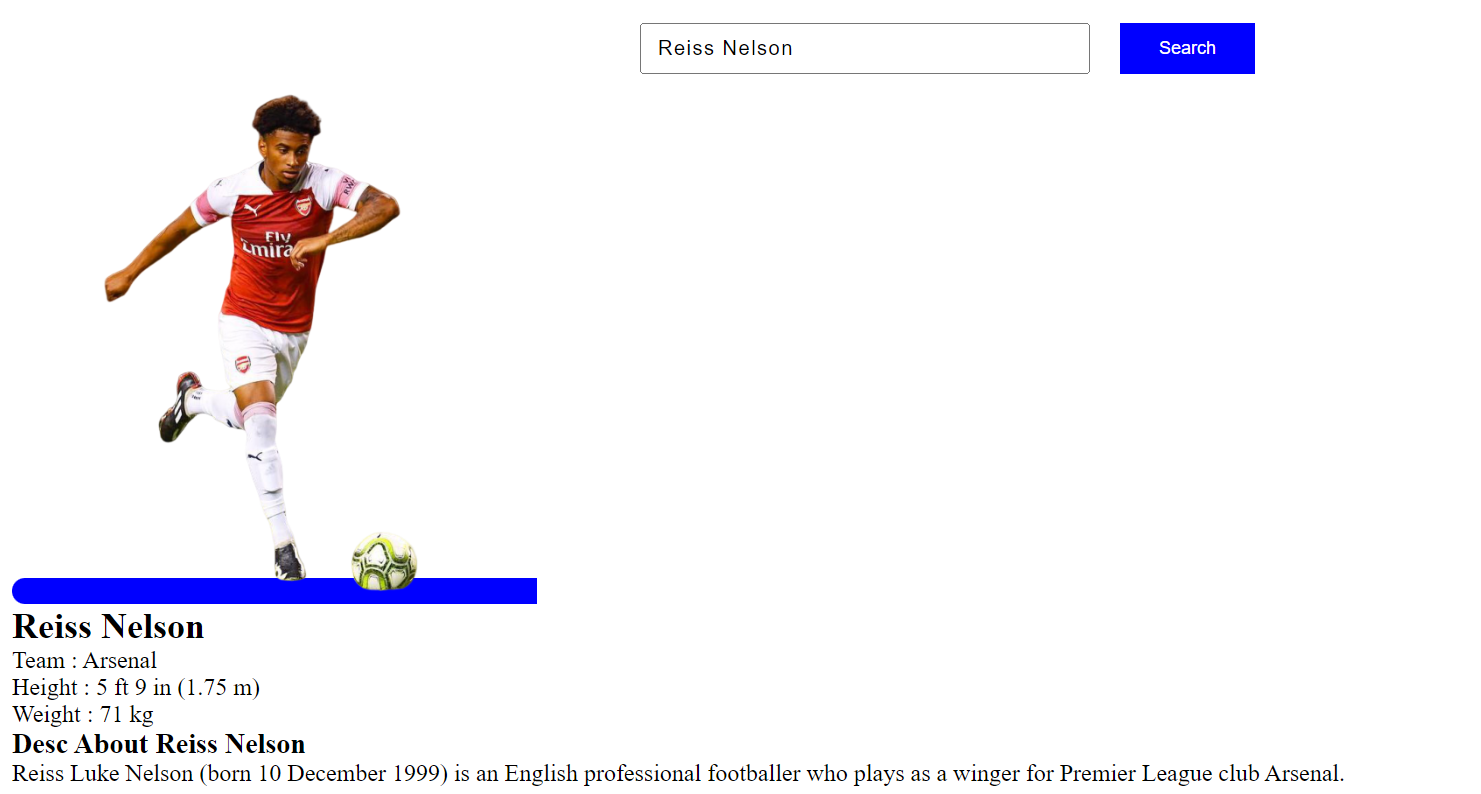 Reiss Nelson
Search
Fly
Emira
Reiss Nelson
Team : Arsenal
Height : 5 ft 9 in (1.75 m)
Weight : 71 kg
Desc About Reiss Nelson
Reiss Luke Nelson (born 10 December 1999) is an English professional footballer who plays as a winger for Premier League club Arsenal.